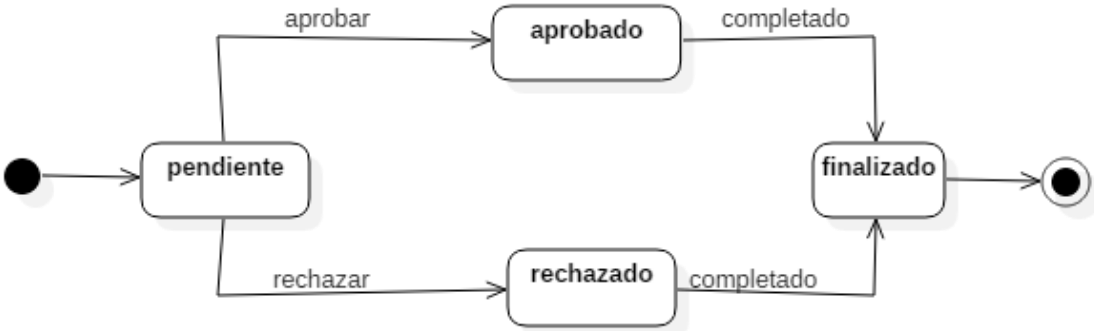 aprobar
aprobado
completado
pendiente
finalizado
rechazar
rechazado
completado